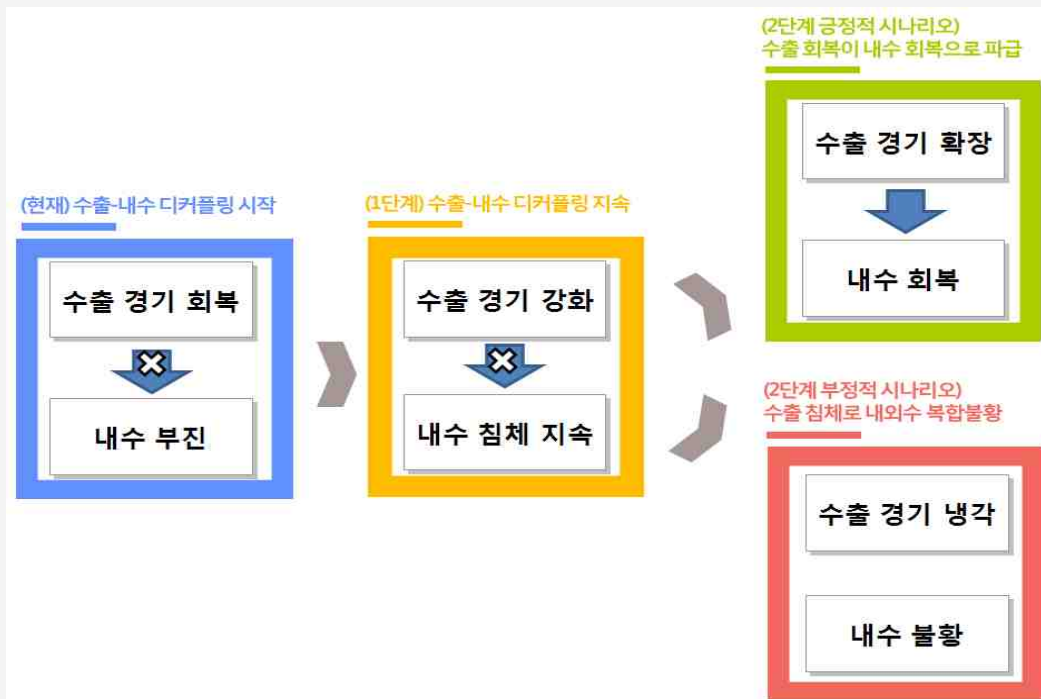 (현재) 수출-내수 디커플링 시작
수출 경기 회복
내수 부진
(1단계) 수출-내수 디커플링 지속
수출 경기 강화
내수 침체 지속
(2단계 긍정적 시나리오)
수출 회복이 내수 회복으로 파급
수출 경기 확장
내수 회복
(2단계 부정적 시나리오)
수출 침체로 내외수 복합불황
수출 경기 냉각
내수 불황